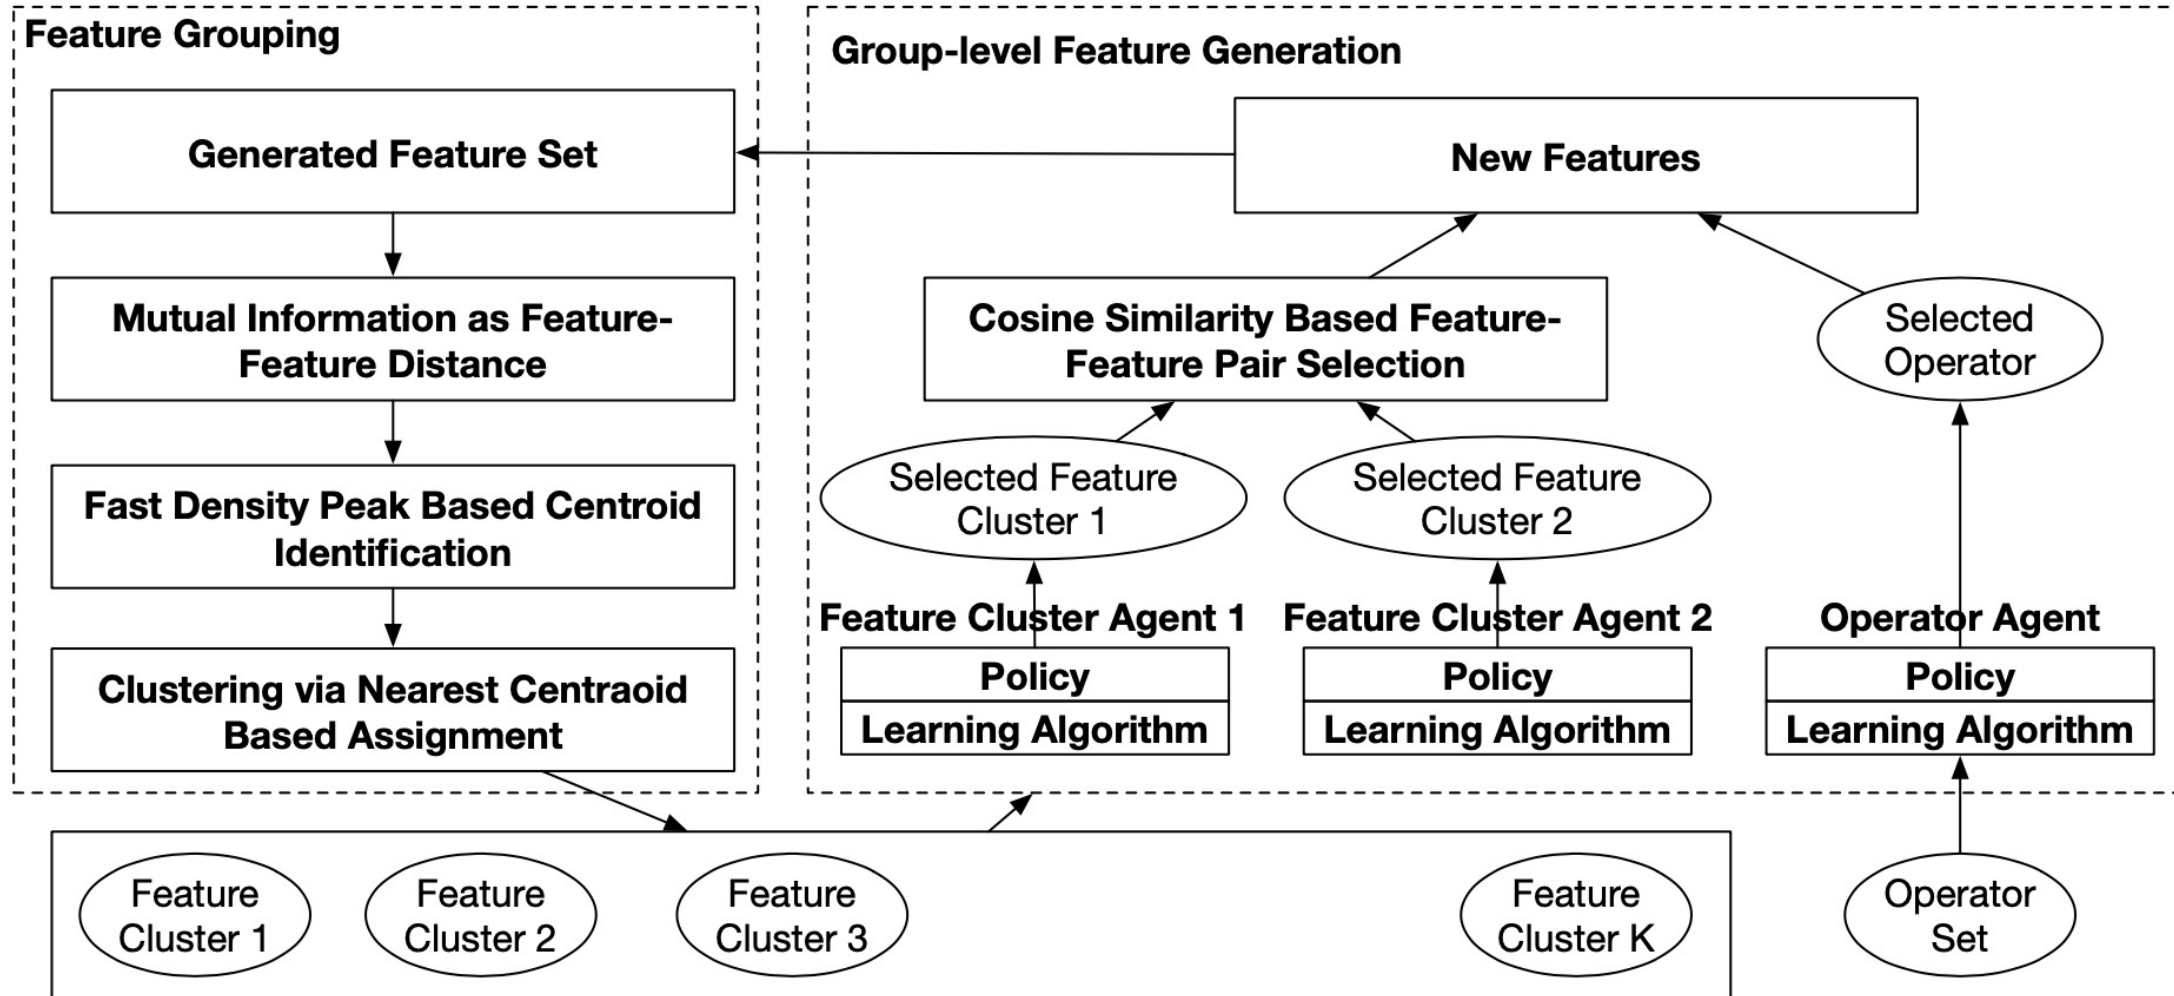 Feature Grouping
Generated Feature Set
Mutual Information as Feature-
Feature Distance
Fast Density Peak Based Centroid
Identification
Clustering via Nearest Centraoid
Based Assignment
Group-level Feature Generation
New Features
Cosine Similarity Based Feature-
Feature Pair Selection
Selected
Operator
Selected Feature
Cluster 1
Selected Feature
Cluster 2
Feature Cluster Agent 1
Policy
Learning Algorithm
Feature Cluster Agent 2
Policy
Learning Algorithm
Operator Agent
Policy
Learning Algorithm
Feature
Cluster 1
Feature
Cluster 2
Feature
Cluster 3
Feature
Cluster K
Operator
Set